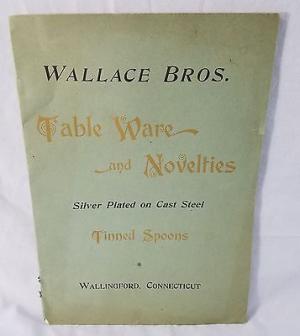 WALLACE BROS.
Table Ware
and Novelties
Silver Plated on Cast Steel
Tinned Spoons
WALLINGFORD, CONNECTICUT